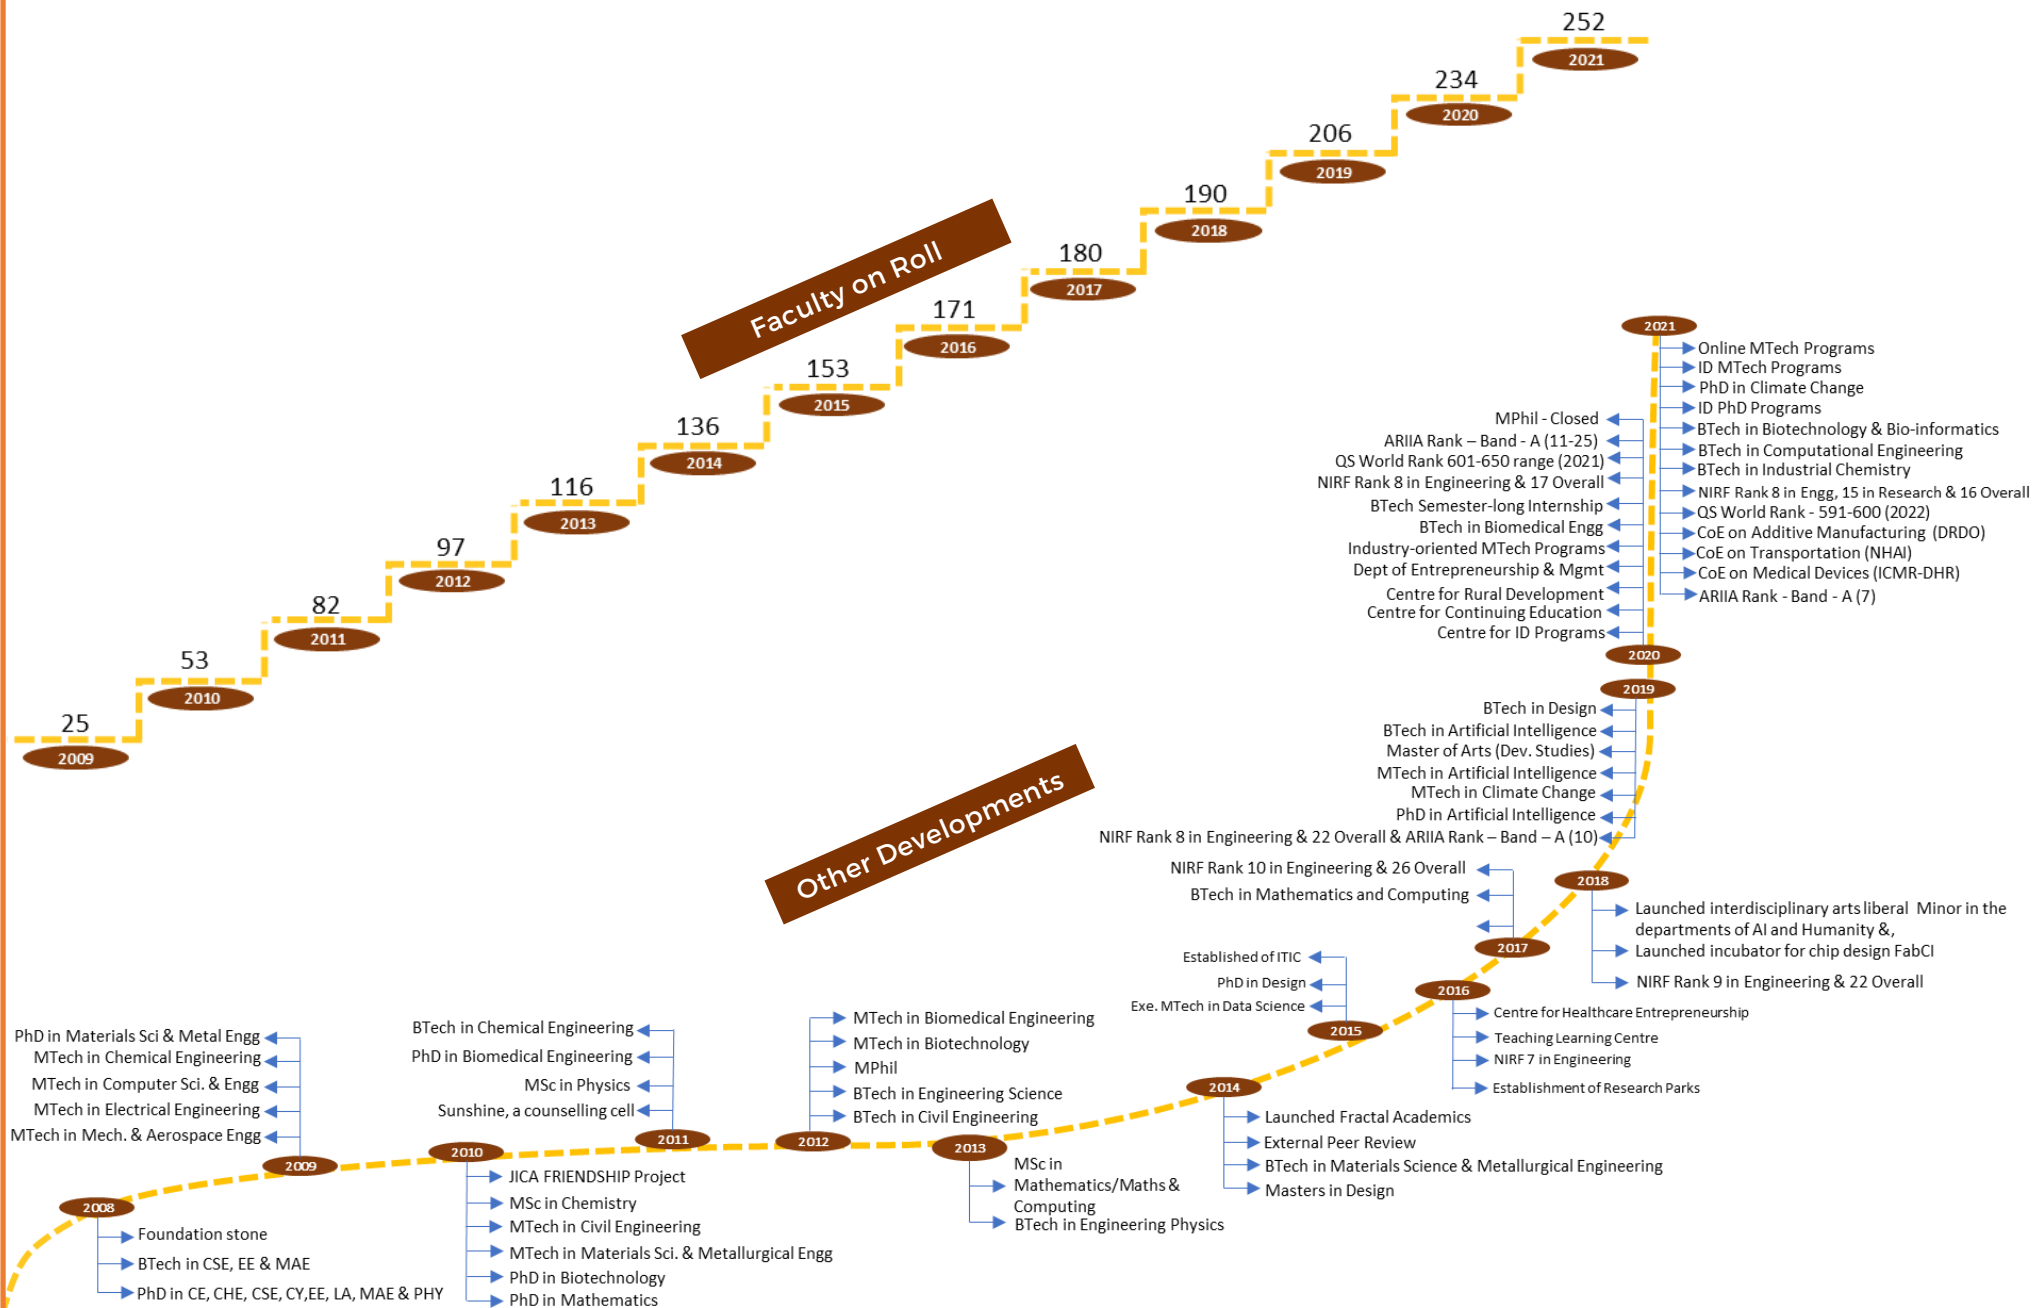 252
2021
234
2020
206
2019
190
2018
180
2017
171
2016
153
2015
136
2014
116
2013
97
2012
82
2011
53
2010
25
2009
Faculty on Roll
Other Developments
2008
Foundation stone
BTech in CSE, EE & MAE
PhD in CE, CHE, CSE, CY,EE, LA, MAE & PHY
PhD in Materials Sci & Metal Engg
MTech in Chemical Engineering
MTech in Computer Sci. & Engg
MTech in Electrical Engineering
MTech in Mech. & Aerospace Engg
2009
2010
JICA FRIENDSHIP Project
MSc in Chemistry
MTech in Civil Engineering
MTech in Materials Sci. & Metallurgical Engg
PhD in Biotechnology
PhD in Mathematics
BTech in Chemical Engineering
PhD in Biomedical Engineering
MSc in Physics
Sunshine, a counselling cell
2011
MTech in Biomedical Engineering
MTech in Biotechnology
MPhil
BTech in Engineering Science
BTech in Civil Engineering
2012
2013
MSc in
Mathematics/Maths &
Computing
BTech in Engineering Physics
2014
Launched Fractal Academics
External Peer Review
BTech in Materials Science & Metallurgical Engineering
Masters in Design
Established of ITIC
PhD in Design
Exe. MTech in Data Science
2015
2016
Centre for Healthcare Entrepreneurship
Teaching Learning Centre
NIRF 7 in Engineering
Establishment of Research Parks
NIRF Rank 10 in Engineering & 26 Overall
BTech in Mathematics and Computing
2017
2018
Launched interdisciplinary arts liberal Minor in the
departments of AI and Humanity &,
Launched incubator for chip design FabCI
NIRF Rank 9 in Engineering & 22 Overall
2019
BTech in Design
BTech in Artificial Intelligence
Master of Arts (Dev. Studies)
MTech in Artificial Intelligence
MTech in Climate Change
PhD in Artificial Intelligence
NIRF Rank 8 in Engineering & 22 Overall & ARIIA Rank – Band – A (10)
MPhil - Closed
ARIIA Rank – Band - A (11-25)
QS World Rank 601-650 range (2021)
NIRF Rank 8 in Engineering & 17 Overall
BTech Semester-long Internship
BTech in Biomedical Engg
Industry-oriented MTech Programs
Dept of Entrepreneurship & Mgmt
Centre for Rural Development
Centre for Continuing Education
Centre for ID Programs
2020
2021
Online MTech Programs
ID MTech Programs
PhD in Climate Change
ID PhD Programs
BTech in Biotechnology & Bio-informatics
BTech in Computational Engineering
BTech in Industrial Chemistry
NIRF Rank 8 in Engg, 15 in Research & 16 Overall
QS World Rank - 591-600 (2022)
CoE on Additive Manufacturing (DRDO)
CoE on Transportation (NHAI)
CoE on Medical Devices (ICMR-DHR)
ARIIA Rank - Band - A (7)